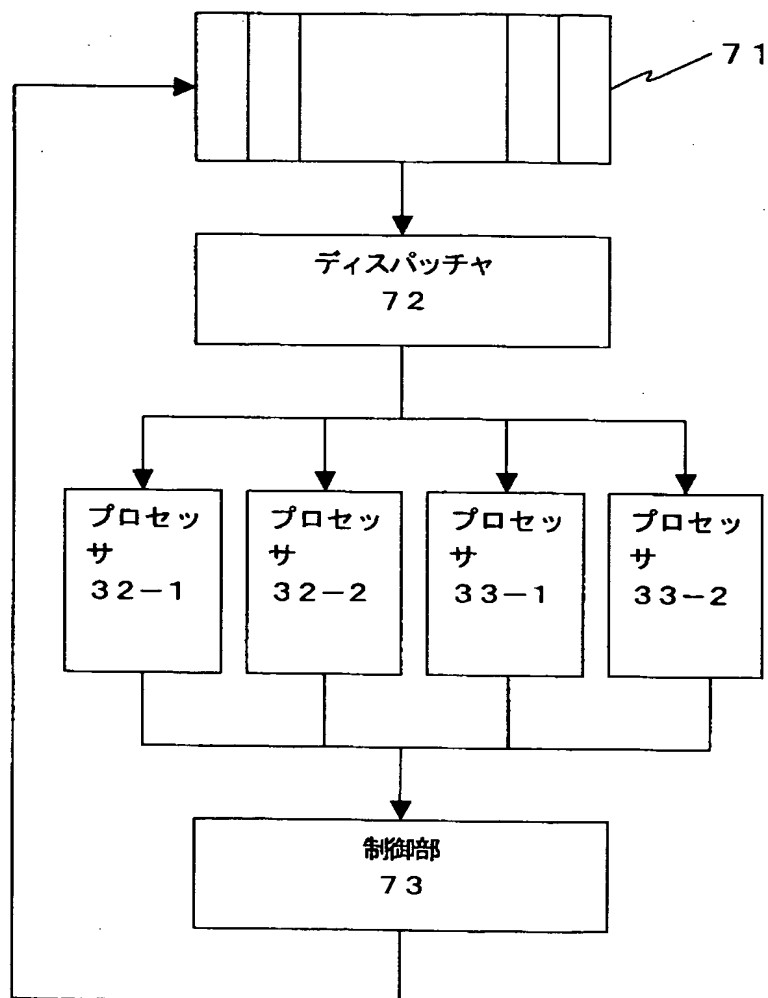 71
ディスパッチャ
72
プロセッ
サ
32-1
プロセッ
サ
32-2
プロセッ
サ
33-1
プロセッ
サ
33-2
制御部
73